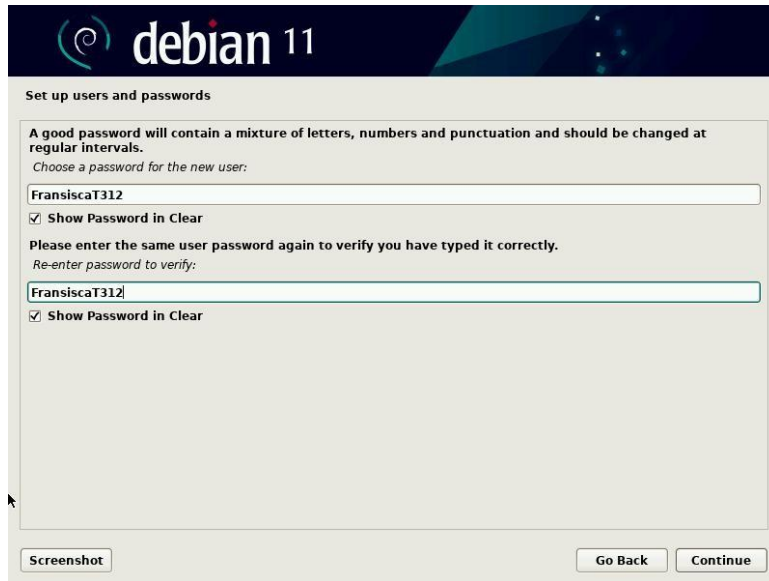 debian 11
Set up users and passwords
A good password will contain a mixture of letters, numbers and punctuation and should be changed at
regular intervals.
Choose a password for the new user:
FransiscaT312
Show Password in Clear
Please enter the same user password again to verify you have typed it correctly.
Re-enter password to verify:
FransiscaT312
Show Password in Clear
Screenshot
Go Back
Continue